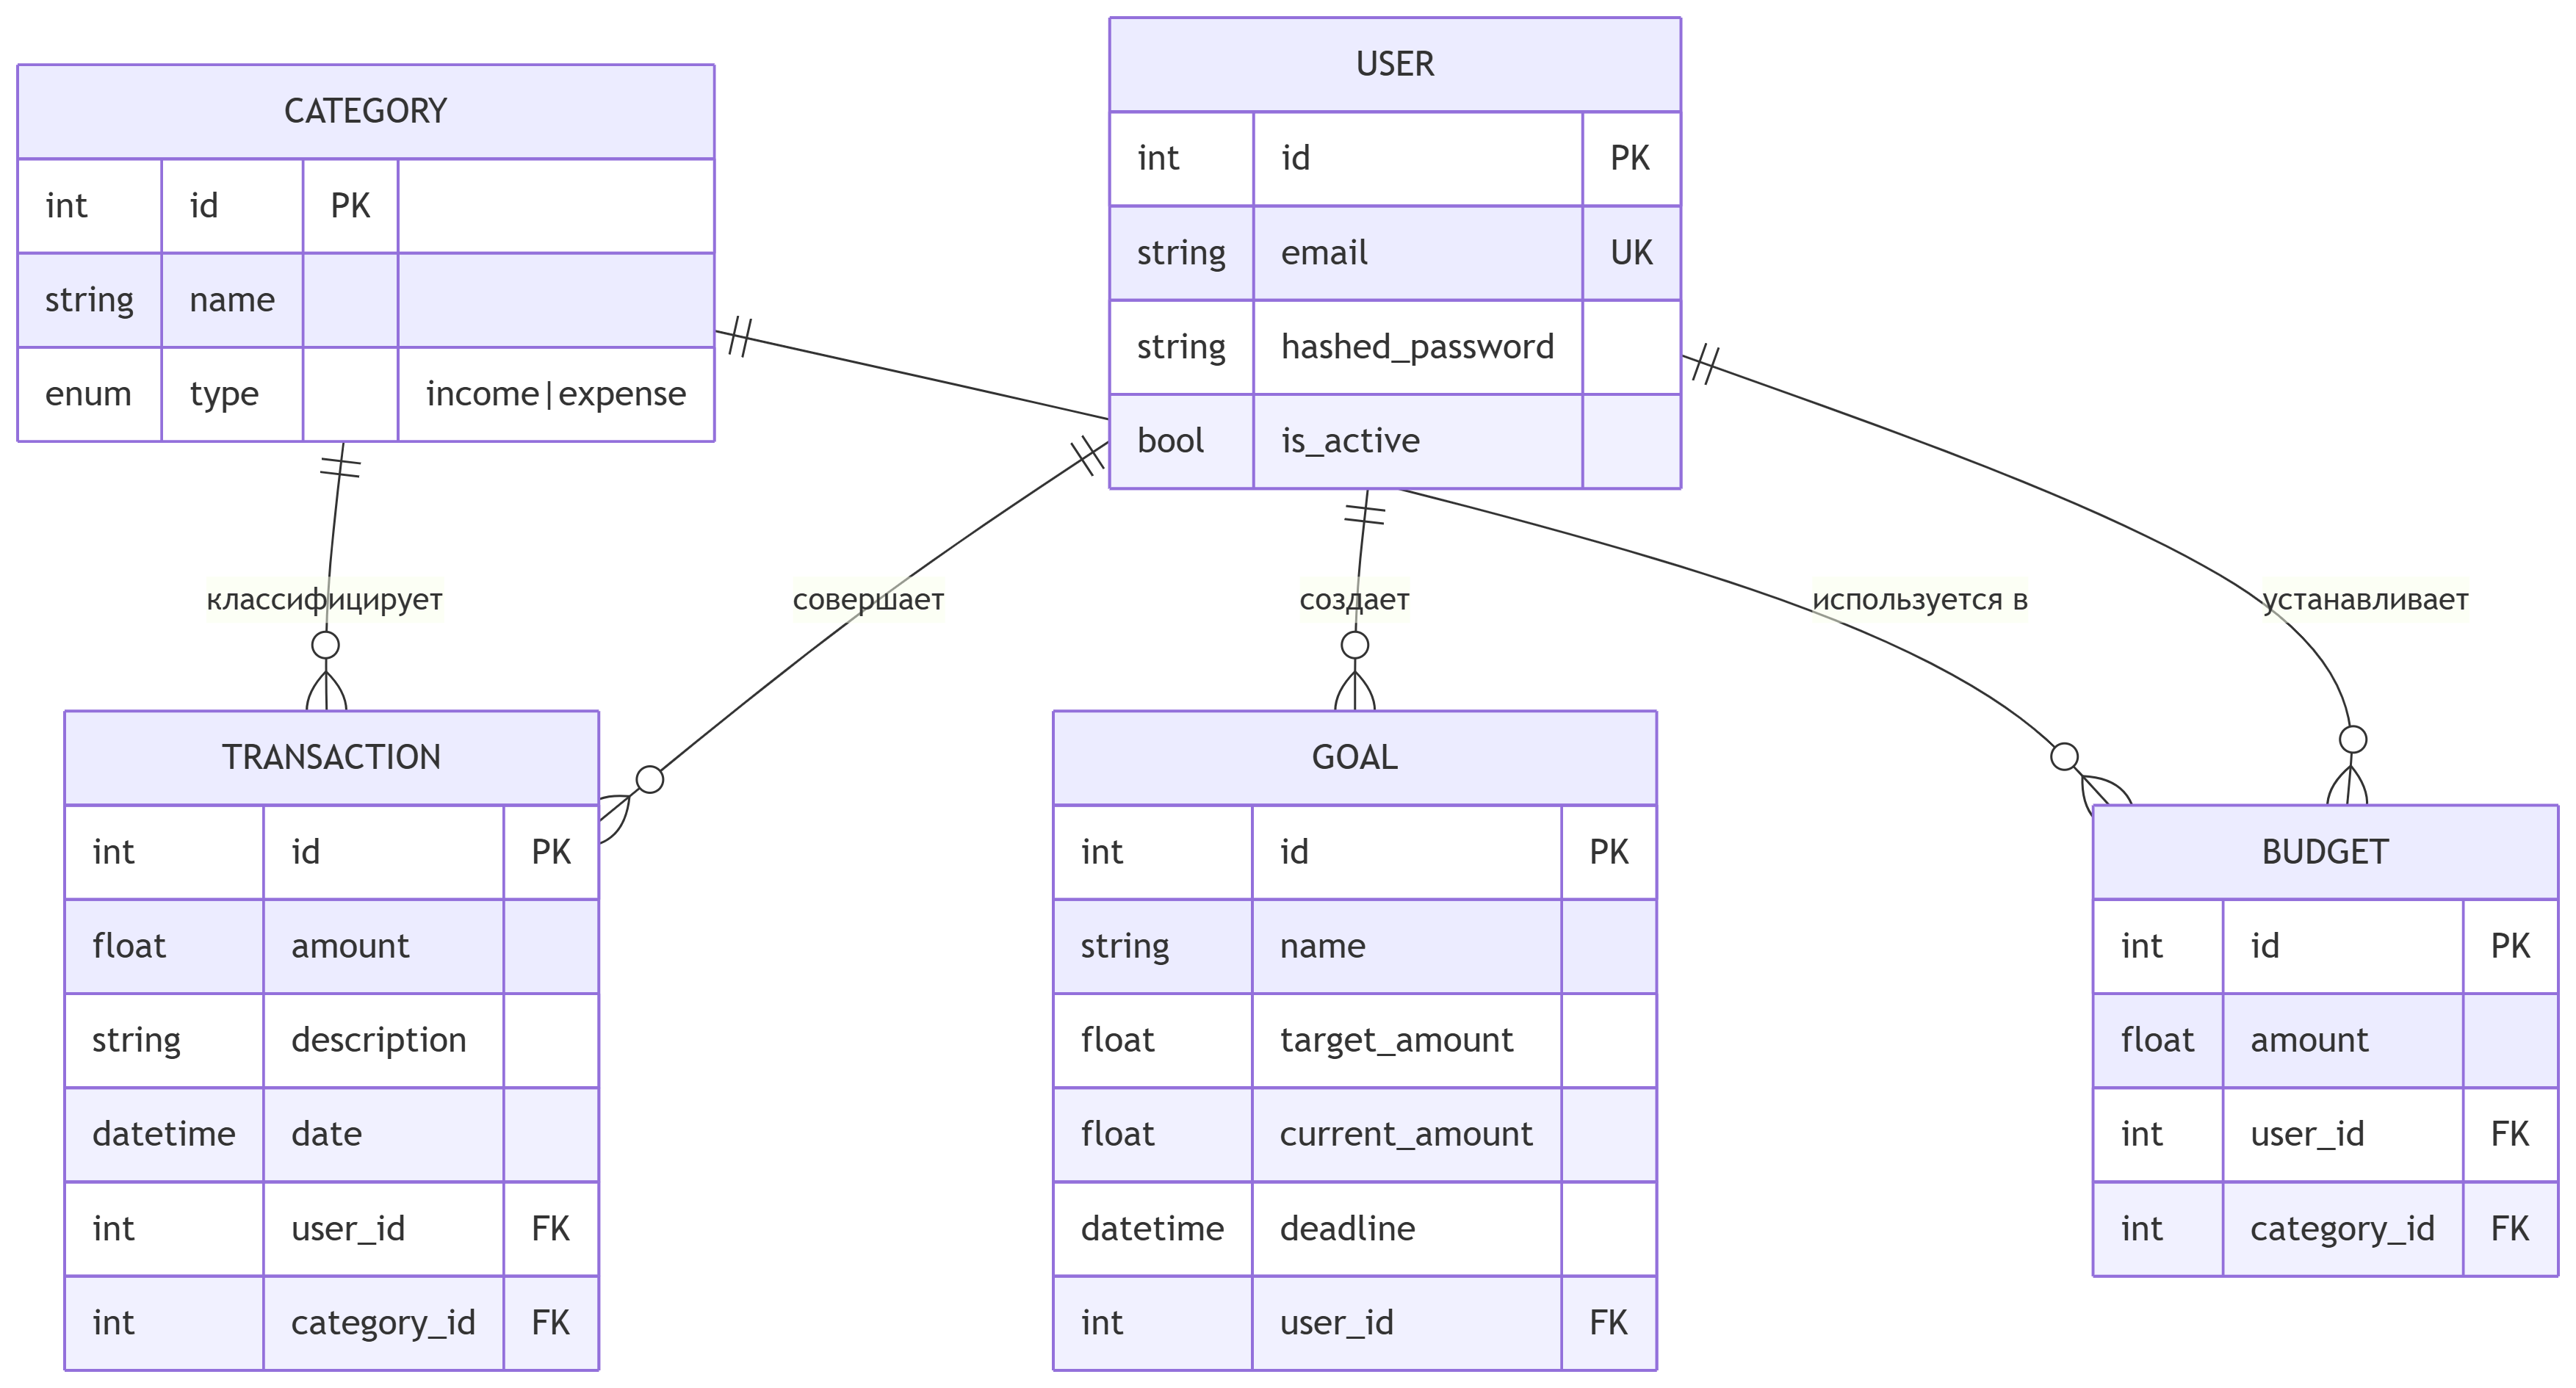 CATEGORY
int id PK
string name
enum type income|expense
USER
int id PK
string email UK
string hashed_password
bool is_active
классифицирует
совершает
создает
используется в
устанавливает
TRANSACTION
int id PK
float amount
string description
datetime date
int user_id FK
int category_id FK
GOAL
int id PK
string name
float target_amount
float current_amount
datetime deadline
int user_id FK
BUDGET
int id PK
float amount
int user_id FK
int category_id FK